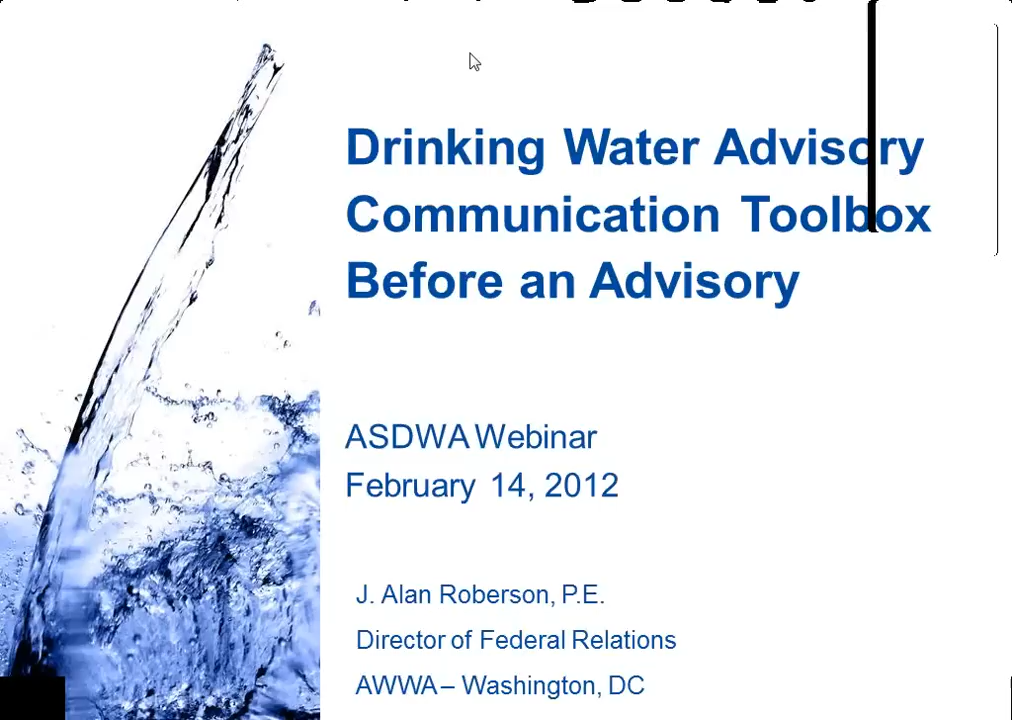 Drinking Water Advisory
Communication Toolbox
Before an Advisory
ASDWA Webinar
February 14, 2012
J. Alan Roberson, P.E.
Director of Federal Relations
AWWA – Washington, DC